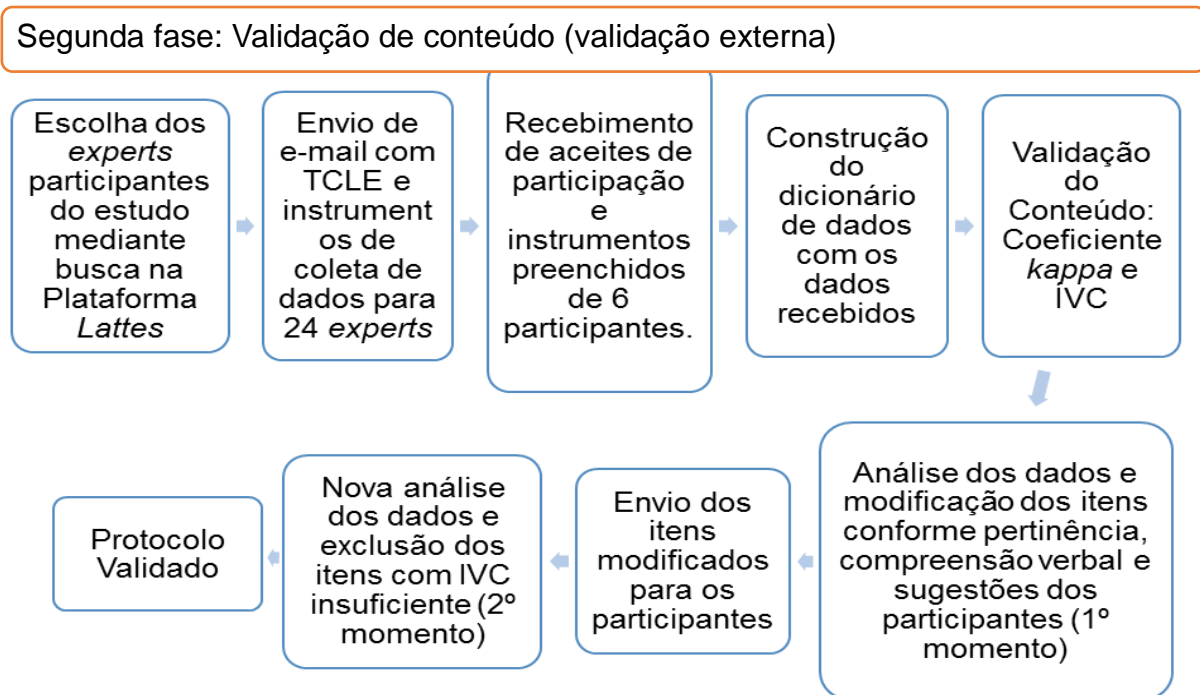 Segunda fase: Validação de conteúdo (validação externa)
Escolha dos
experts
participantes
do estudo
mediante
busca na
Plataforma
Lattes
Envio de
e-mail com
TCLE e
instrument
os de
coleta de
dados para
24 experts
Recebimento
de aceites de
participação
e
instrumentos
preenchidos
de 6
participantes.
Construção
do
dicionário
de dados
com os
dados
recebidos
Validação
do
Conteúdo:
Coeficiente
kappa e
IVC
Análise dos dados e
modificação dos itens
conforme pertinência,
compreensão verbal e
sugestões dos
participantes (1º
momento)
Envio dos
itens
modificados
para os
participantes
Nova análise
dos dados e
exclusão dos
itens com IVC
insuficiente (2º
momento)
Protocolo
Validado